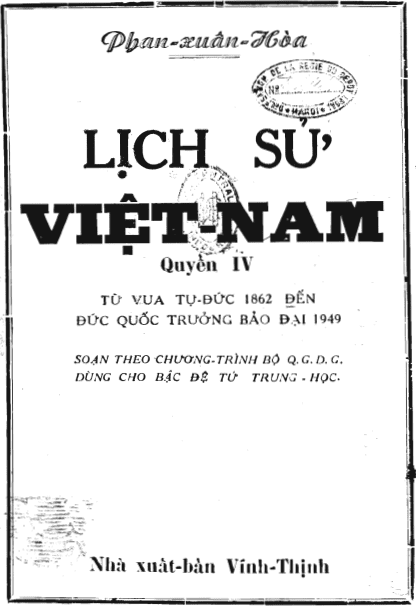 Phan-xuân-Hòa
LỊCH SỬ
VIỆT-NAM
Quyển IV
TỪ VUA TỰ-ĐỨC 1862 ĐẾN
ĐỨC QUỐC TRƯỞNG BẢO ĐẠI 1949
SOẠN THEO CHƯƠNG-TRÌNH BỘ Q.G.D.G.
DÙNG CHO BẬC ĐỆ TỨ TRUNG-HỌC.
Nhà xuất-bản Vĩnh-Thịnh